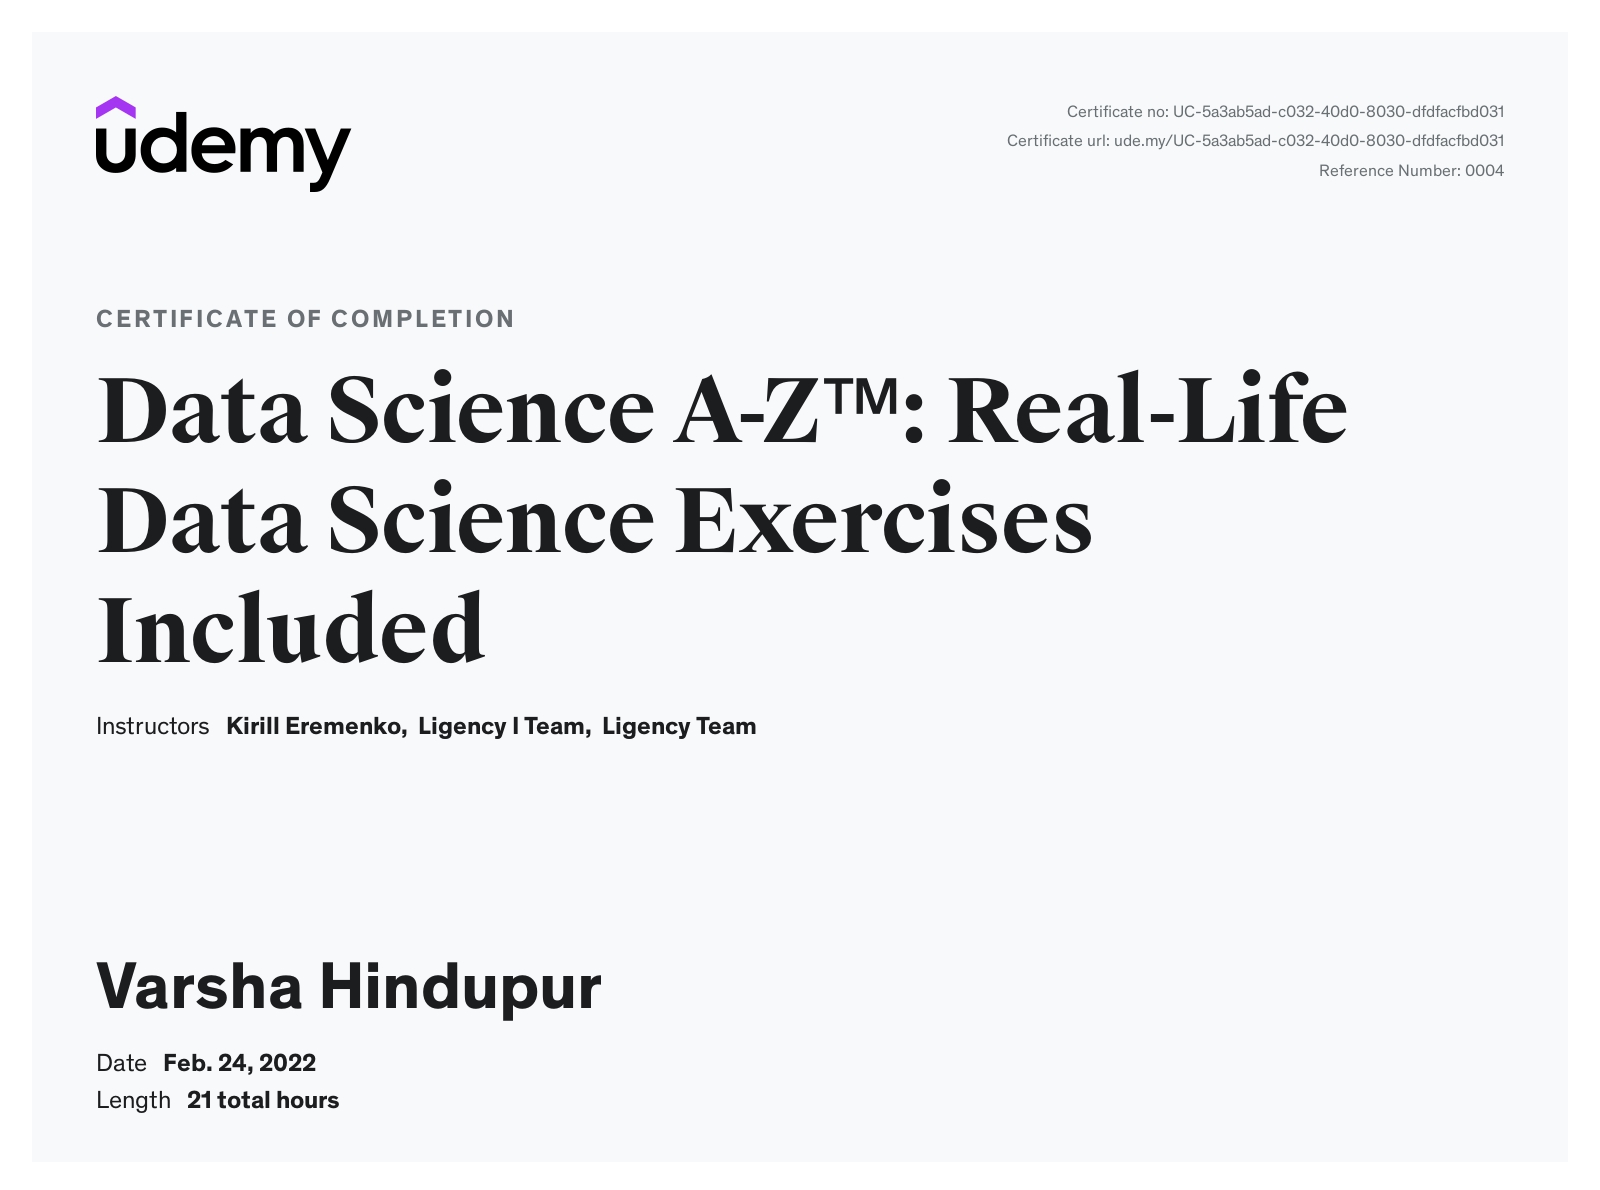 udemy
Certificate no: UC-5a3ab5ad-c032-40d0-8030-dfdfacfbd031
Certificate url: ude.my/UC-5a3ab5ad-c032-40d0-8030-dfdfacfbd031
Reference Number: 0004
CERTIFICATE OF COMPLETION
Data Science A-Z™: Real-Life
Data Science Exercises
Included
Instructors Kirill Eremenko, Ligency I Team, Ligency Team
Varsha Hindupur
Date Feb. 24, 2022
Length 21 total hours